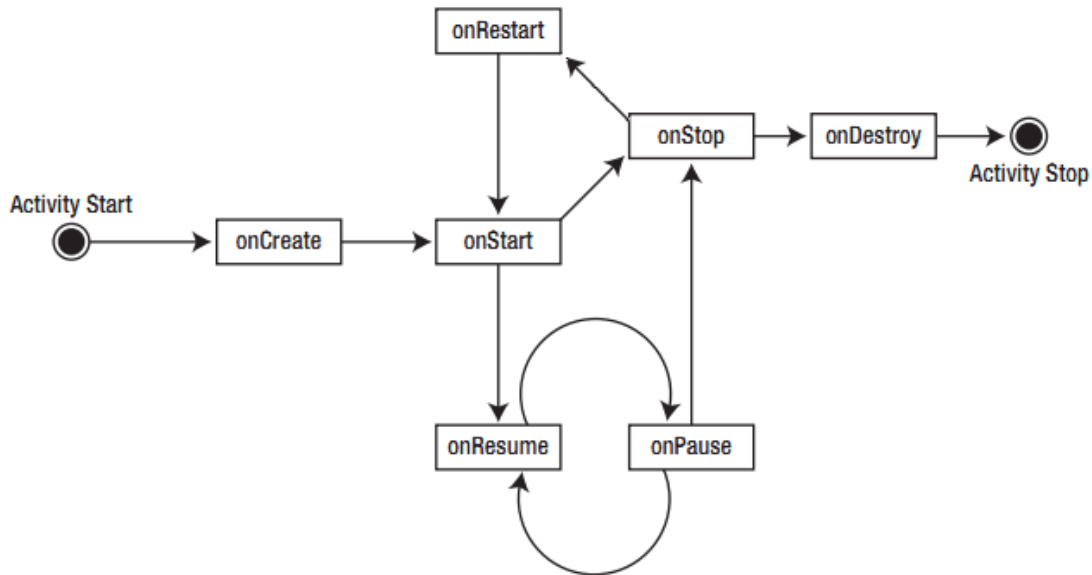 onRestart
onStop
onDestroy
Activity Stop
Activity Start
onCreate
onStart
onResume
onPause